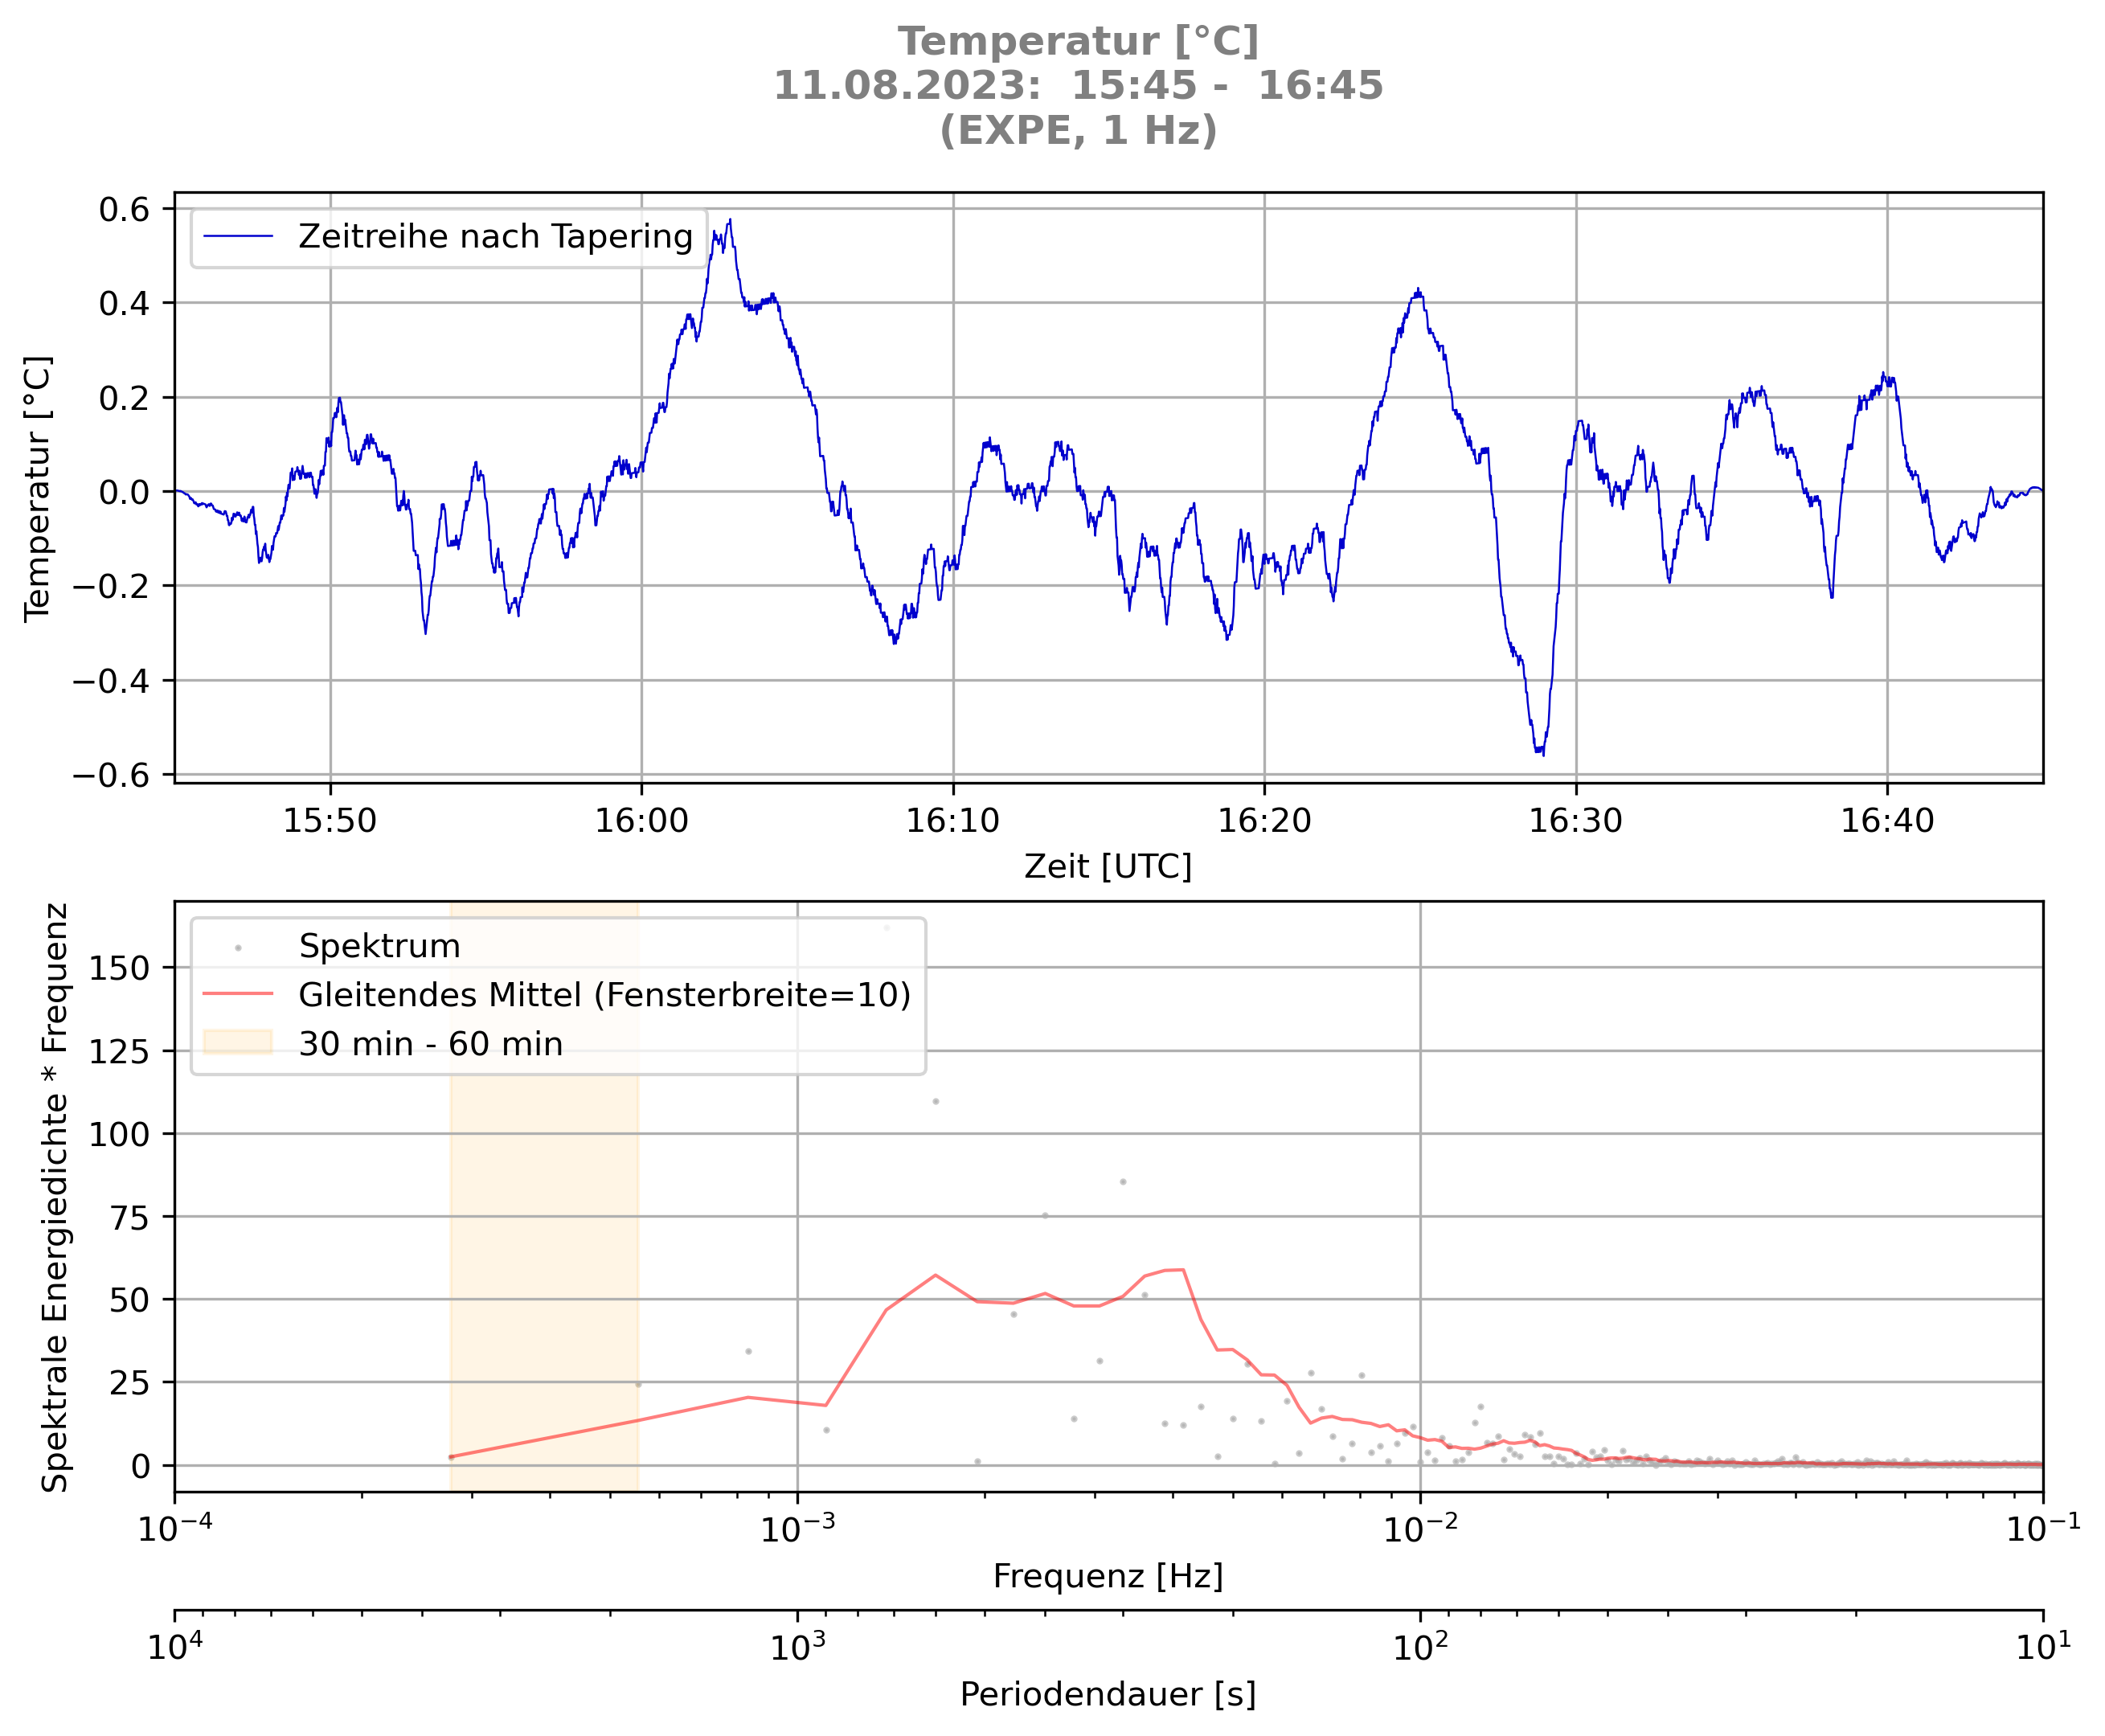 Temperatur [°C]
11.08.2023:  15:45 -  16:45
(EXPE, 1 Hz)
Zeitreihe nach Tapering
Temperatur [°C]
0.6
0.4
0.2
0.0
−0.2
−0.4
−0.6
15:50 16:00 16:10 16:20 16:30 16:40
Zeit [UTC]
Spektrum
Gleitendes Mittel (Fensterbreite=10)
30 min - 60 min
Spektrale Energiedichte * Frequenz
150
125
100
75
50
25
0
10⁻⁴ 10⁻³ 10⁻² 10⁻¹
Frequenz [Hz]
10⁴ 10³ 10² 10¹
Periodendauer [s]